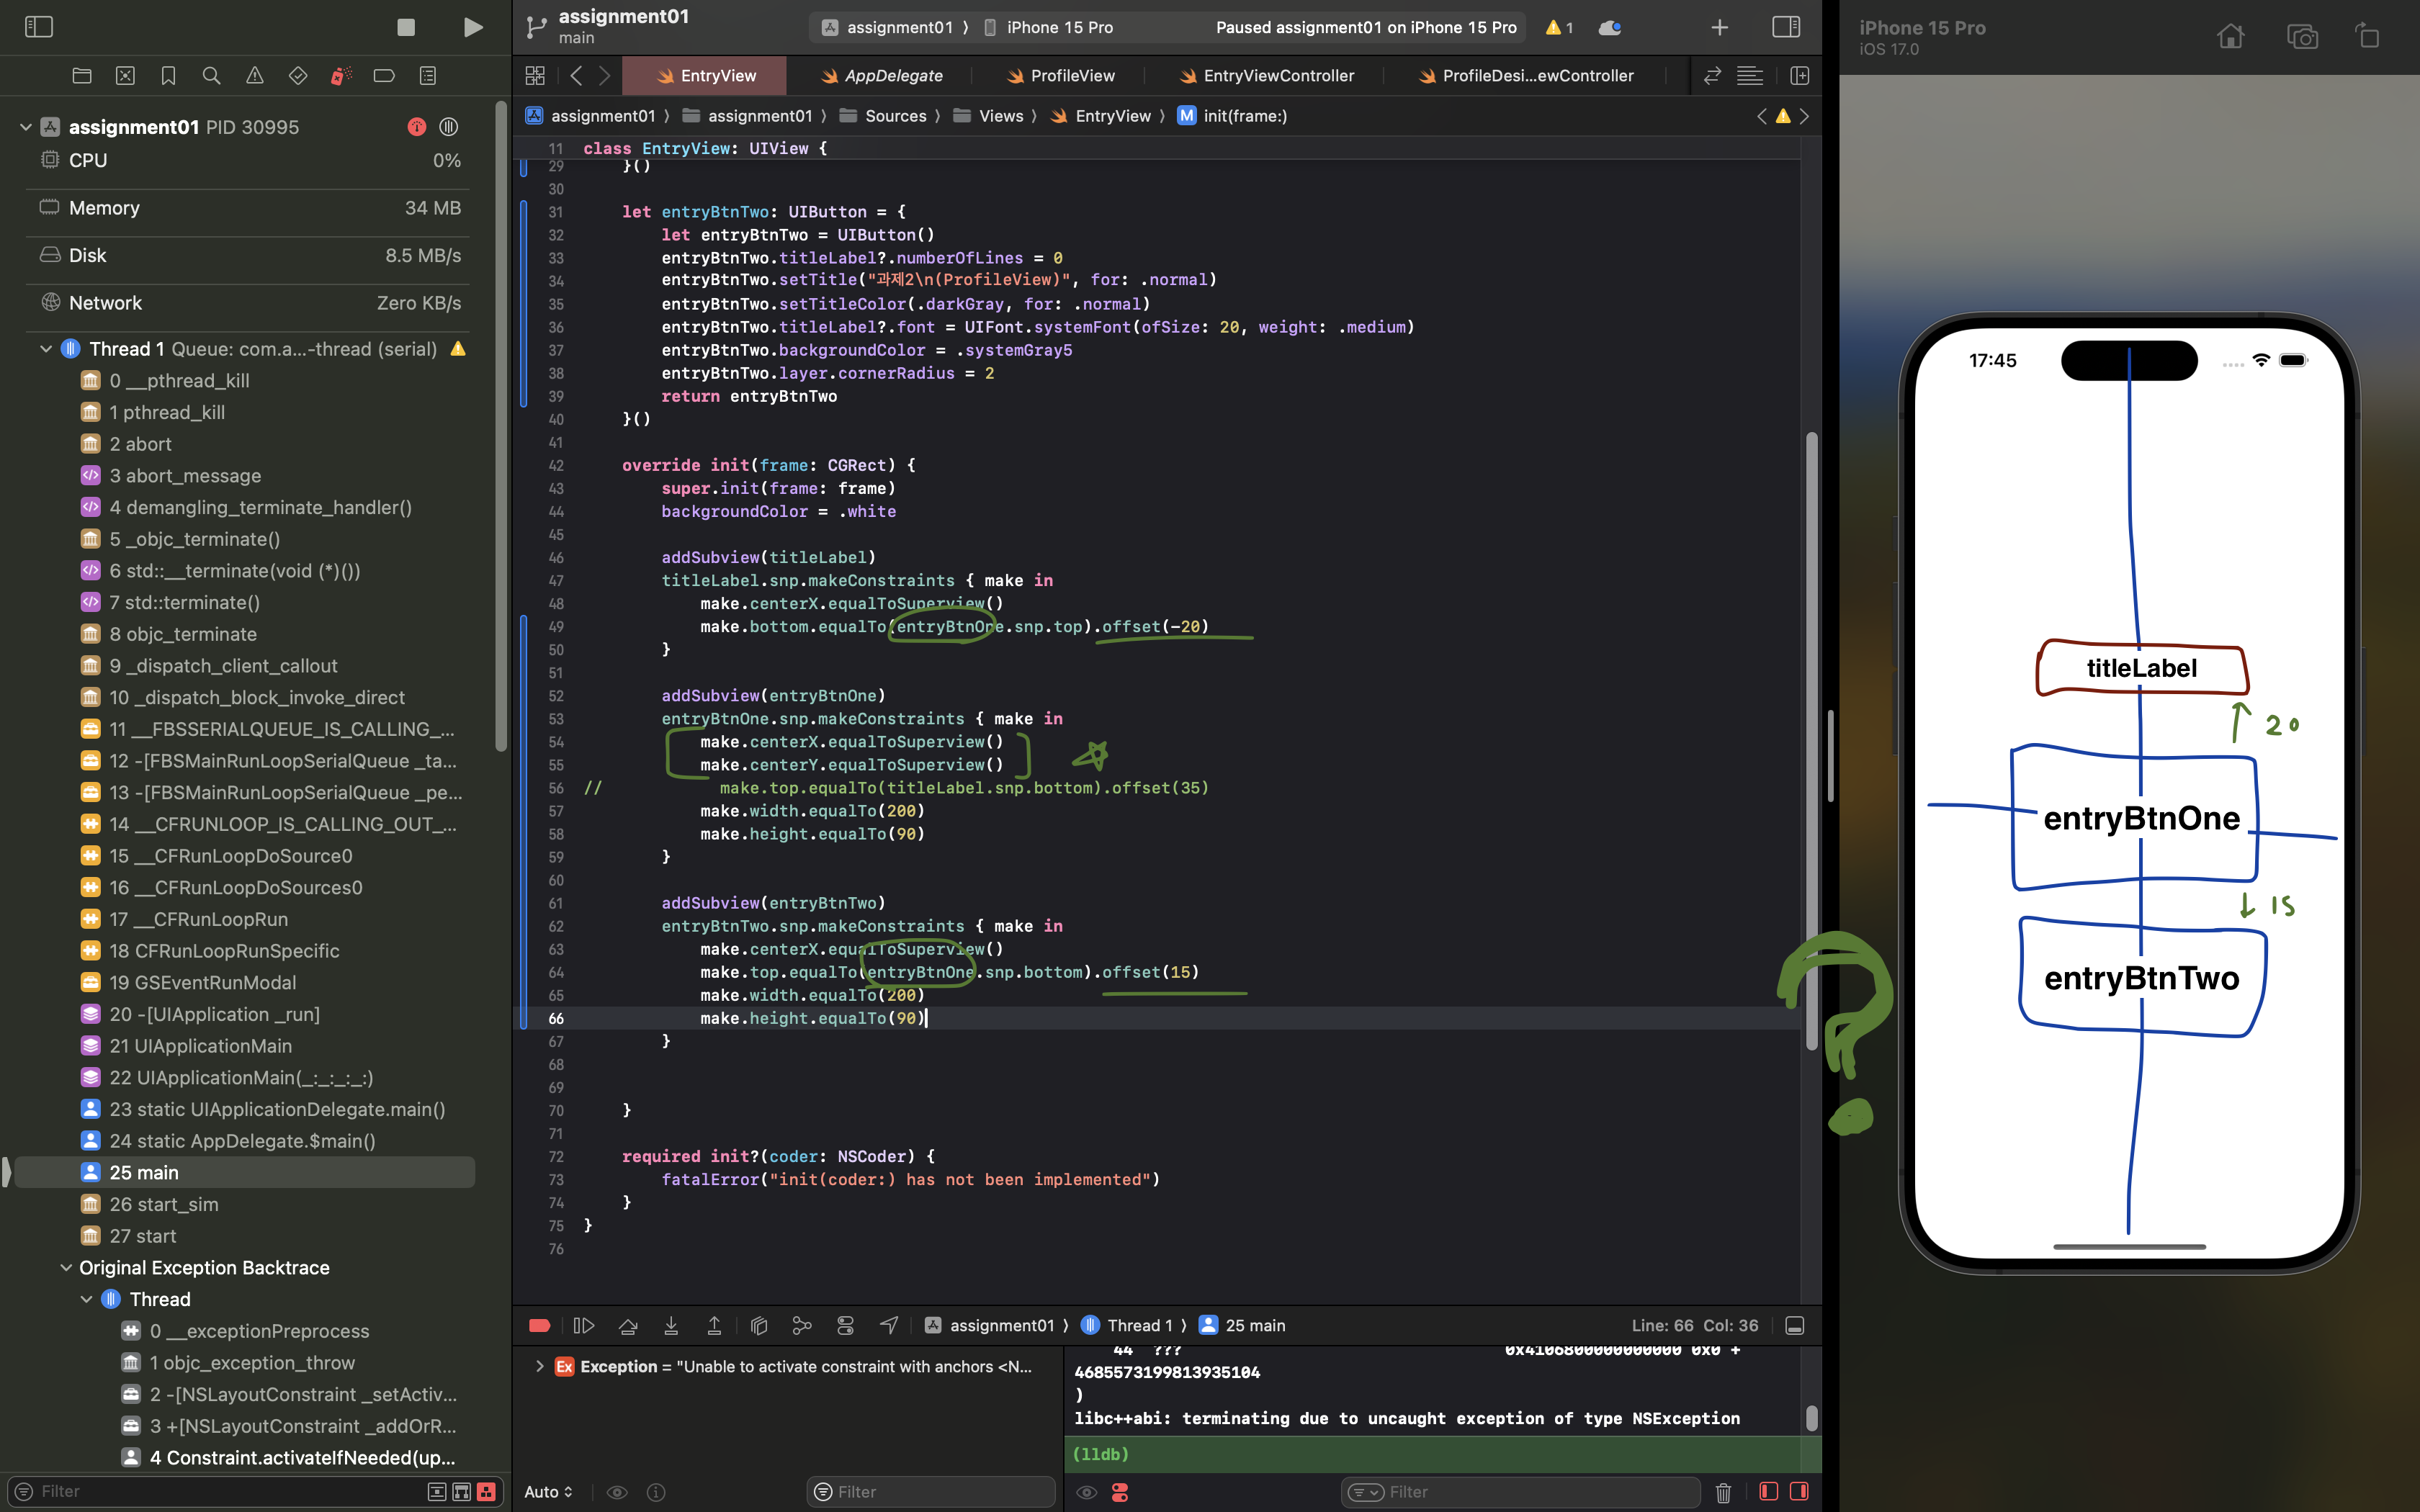 assignment01
main
assignment01 ⟩ iPhone 15 Pro
Paused assignment01 on iPhone 15 Pro
1
EntryView
AppDelegate
ProfileView
EntryViewController
ProfileDesi...ewController
assignment01 ⟩ assignment01 ⟩ Sources ⟩ Views ⟩ EntryView ⟩ M init(frame:)
assignment01 PID 30995
CPU 0%
Memory 34 MB
Disk 8.5 MB/s
Network Zero KB/s
Thread 1 Queue: com.a...-thread (serial)
0 __pthread_kill
1 pthread_kill
2 abort
3 abort_message
4 demangling_terminate_handler()
5 _objc_terminate()
6 std::__terminate(void (*)())
7 std::terminate()
8 objc_terminate
9 _dispatch_client_callout
10 _dispatch_block_invoke_direct
11 __FBSSERIALQUEUE_IS_CALLING_...
12 -[FBSMainRunLoopSerialQueue _ta...
13 -[FBSMainRunLoopSerialQueue _pe...
14 __CFRUNLOOP_IS_CALLING_OUT_...
15 __CFRunLoopDoSource0
16 __CFRunLoopDoSources0
17 __CFRunLoopRun
18 CFRunLoopRunSpecific
19 GSEventRunModal
20 -[UIApplication _run]
21 UIApplicationMain
22 UIApplicationMain(_:_:_:_:)
23 static UIApplicationDelegate.main()
24 static AppDelegate.$main()
25 main
26 start_sim
27 start
Original Exception Backtrace
Thread
0 __exceptionPreprocess
1 objc_exception_throw
2 -[NSLayoutConstraint _setActiv...
3 +[NSLayoutConstraint _addOrR...
4 Constraint.activateIfNeeded(up...
Filter
11 class EntryView: UIView {
29 }()
30
31 let entryBtnTwo: UIButton = {
32 let entryBtnTwo = UIButton()
33 entryBtnTwo.titleLabel?.numberOfLines = 0
34 entryBtnTwo.setTitle("과제2\n(ProfileView)", for: .normal)
35 entryBtnTwo.setTitleColor(.darkGray, for: .normal)
36 entryBtnTwo.titleLabel?.font = UIFont.systemFont(ofSize: 20, weight: .medium)
37 entryBtnTwo.backgroundColor = .systemGray5
38 entryBtnTwo.layer.cornerRadius = 2
39 return entryBtnTwo
40 }()
41
42 override init(frame: CGRect) {
43 super.init(frame: frame)
44 backgroundColor = .white
45
46 addSubview(titleLabel)
47 titleLabel.snp.makeConstraints { make in
48 make.centerX.equalToSuperview()
49 make.bottom.equalTo(entryBtnOne.snp.top).offset(-20)
50 }
51
52 addSubview(entryBtnOne)
53 entryBtnOne.snp.makeConstraints { make in
54 make.centerX.equalToSuperview()
55 make.centerY.equalToSuperview()
56 // make.top.equalTo(titleLabel.snp.bottom).offset(35)
57 make.width.equalTo(200)
58 make.height.equalTo(90)
59 }
60
61 addSubview(entryBtnTwo)
62 entryBtnTwo.snp.makeConstraints { make in
63 make.centerX.equalToSuperview()
64 make.top.equalTo(entryBtnOne.snp.bottom).offset(15)
65 make.width.equalTo(200)
66 make.height.equalTo(90)
67 }
68
69
70 }
71
72 required init?(coder: NSCoder) {
73 fatalError("init(coder:) has not been implemented")
74 }
75 }
76
assignment01 ⟩ Thread 1 ⟩ 25 main
Line: 66 Col: 36
Ex Exception = "Unable to activate constraint with anchors <N...
44 ??? 0x4106800000000000 0x0 +
4685573199813935104
)
libc++abi: terminating due to uncaught exception of type NSException
(lldb)
Auto
Filter
Filter
iPhone 15 Pro
iOS 17.0
17:45
titleLabel
↑ 20
entryBtnOne
↓ 15
entryBtnTwo
?